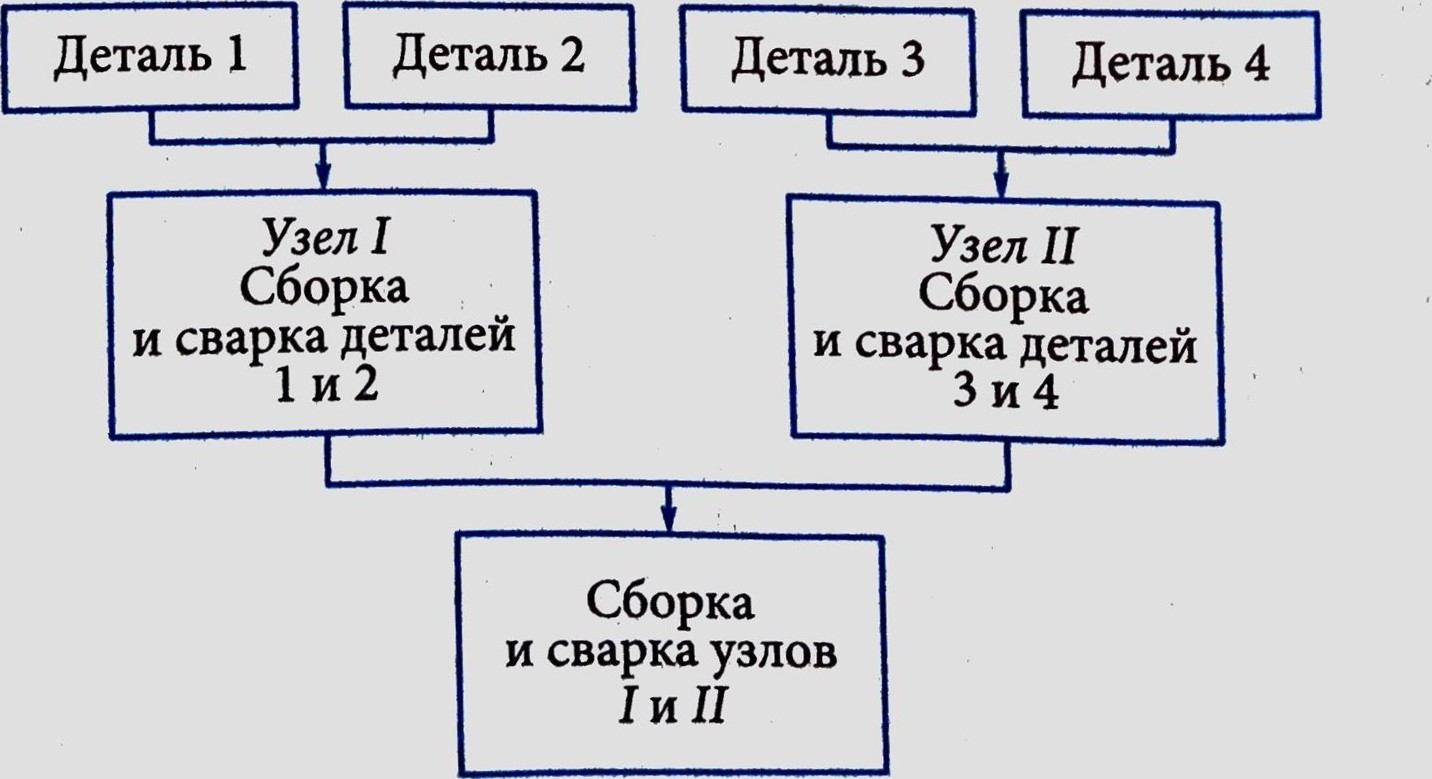 Деталь 1
Деталь 2
Деталь 3
Деталь 4
Узел I
Сборка
и сварка деталей
1 и 2
Узел II
Сборка
и сварка деталей
3 и 4
Сборка
и сварка узлов
I и II